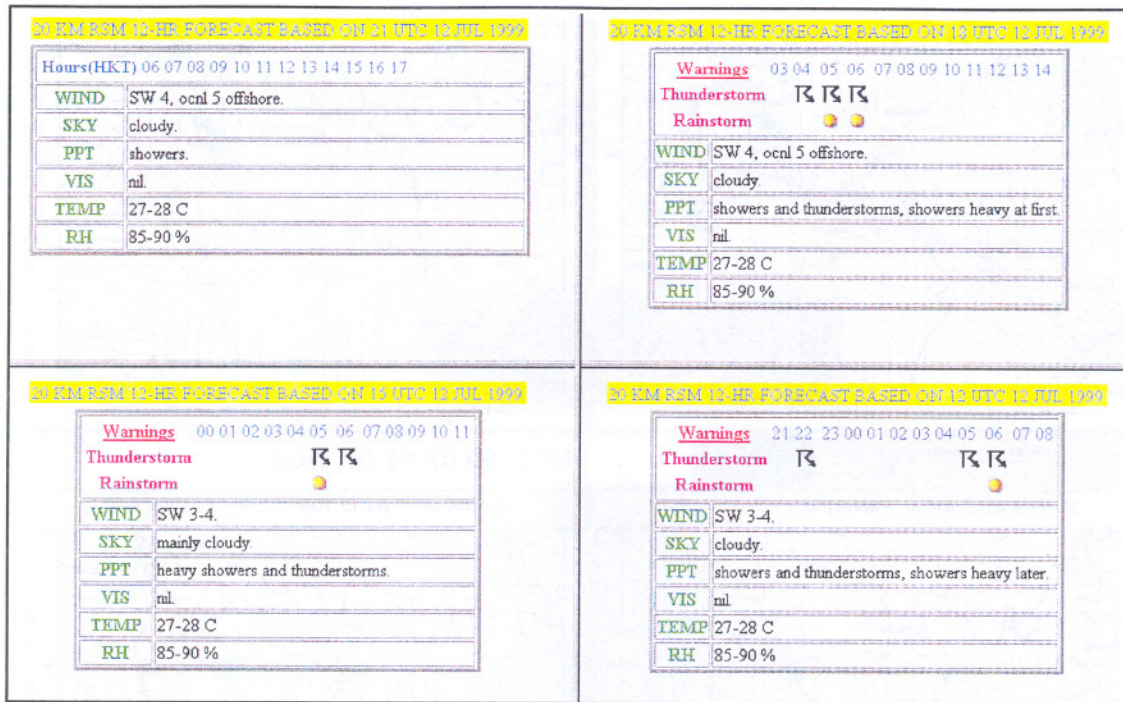 20 KM RSM 12-HR FORECAST BASED ON 21 UTC 12 JUL 1999
Hours(HKT) 06 07 08 09 10 11 12 13 14 15 16 17
WIND SW 4, ocnl 5 offshore.
SKY cloudy.
PPT showers.
VIS nil.
TEMP 27-28 C
RH 85-90 %
20 KM RSM 12-HR FORECAST BASED ON 18 UTC 12 JUL 1999
Warnings 03 04 05 06 07 08 09 10 11 12 13 14
Thunderstorm
Rainstorm
WIND SW 4, ocnl 5 offshore.
SKY cloudy.
PPT showers and thunderstorms, showers heavy at first.
VIS nil.
TEMP 27-28 C
RH 85-90 %
20 KM RSM 12-HR FORECAST BASED ON 15 UTC 12 JUL 1999
Warnings 00 01 02 03 04 05 06 07 08 09 10 11
Thunderstorm
Rainstorm
WIND SW 3-4.
SKY mainly cloudy.
PPT heavy showers and thunderstorms.
VIS nil.
TEMP 27-28 C
RH 85-90 %
20 KM RSM 12-HR FORECAST BASED ON 12 UTC 12 JUL 1999
Warnings 21 22 23 00 01 02 03 04 05 06 07 08
Thunderstorm
Rainstorm
WIND SW 3-4.
SKY cloudy.
PPT showers and thunderstorms, showers heavy later.
VIS nil.
TEMP 27-28 C
RH 85-90 %